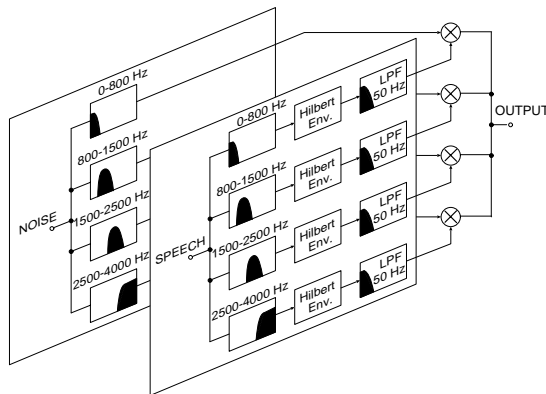 0-800 Hz
800-1500 Hz
1500-2500 Hz
2500-4000 Hz
NOISE
0-800 Hz
Hilbert
Env.
LPF
50 Hz
800-1500 Hz
Hilbert
Env.
LPF
50 Hz
1500-2500 Hz
Hilbert
Env.
LPF
50 Hz
2500-4000 Hz
Hilbert
Env.
LPF
50 Hz
SPEECH
OUTPUT